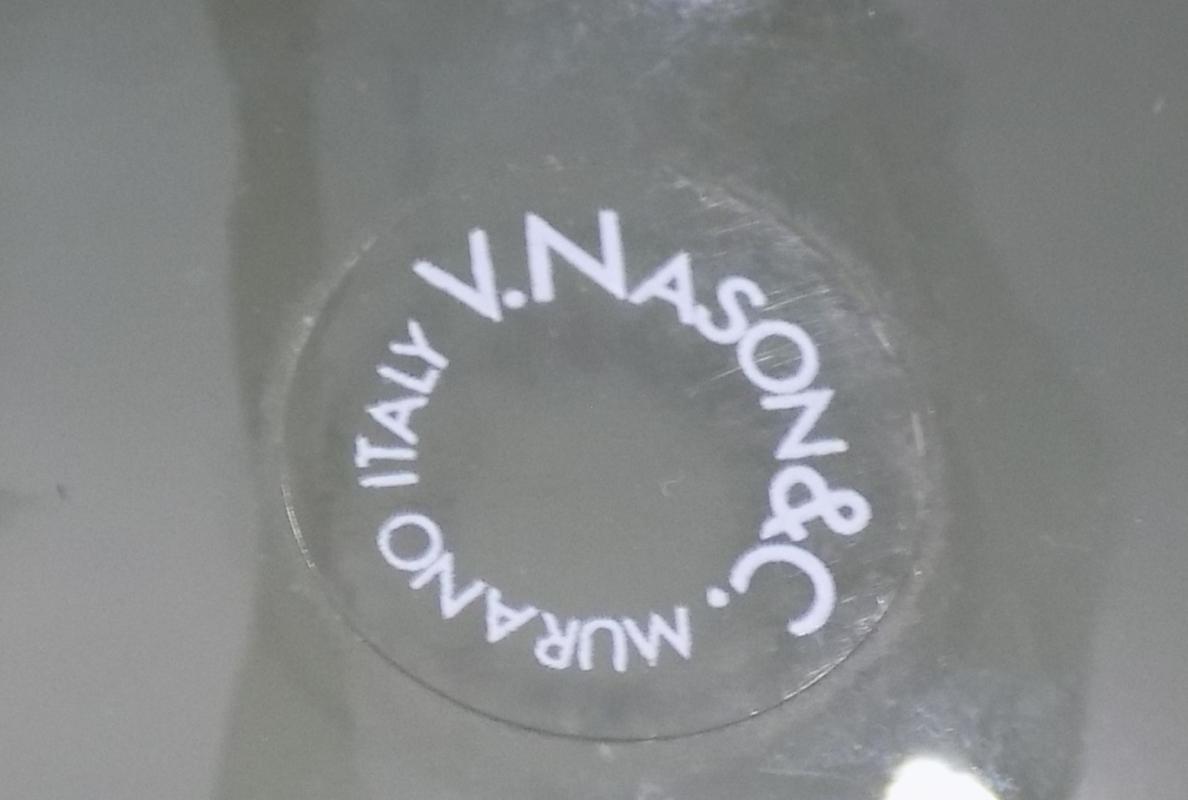 V. NASON & C. MURANO ITALY